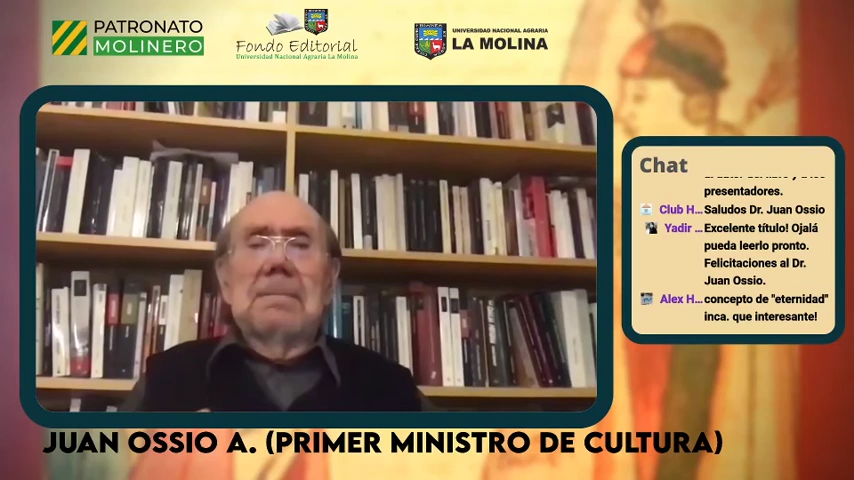 PATRONATO
MOLINERO
Fondo Editorial
Universidad Nacional Agraria La Molina
UNIVERSIDAD NACIONAL AGRARIA
LA MOLINA
Chat
presentadores.
Club H... Saludos Dr. Juan Ossio
Yadir ... Excelente título! Ojalá
pueda leerlo pronto.
Felicitaciones al Dr.
Juan Ossio.
Alex H... concepto de "eternidad"
inca. que interesante!
JUAN OSSIO A. (PRIMER MINISTRO DE CULTURA)